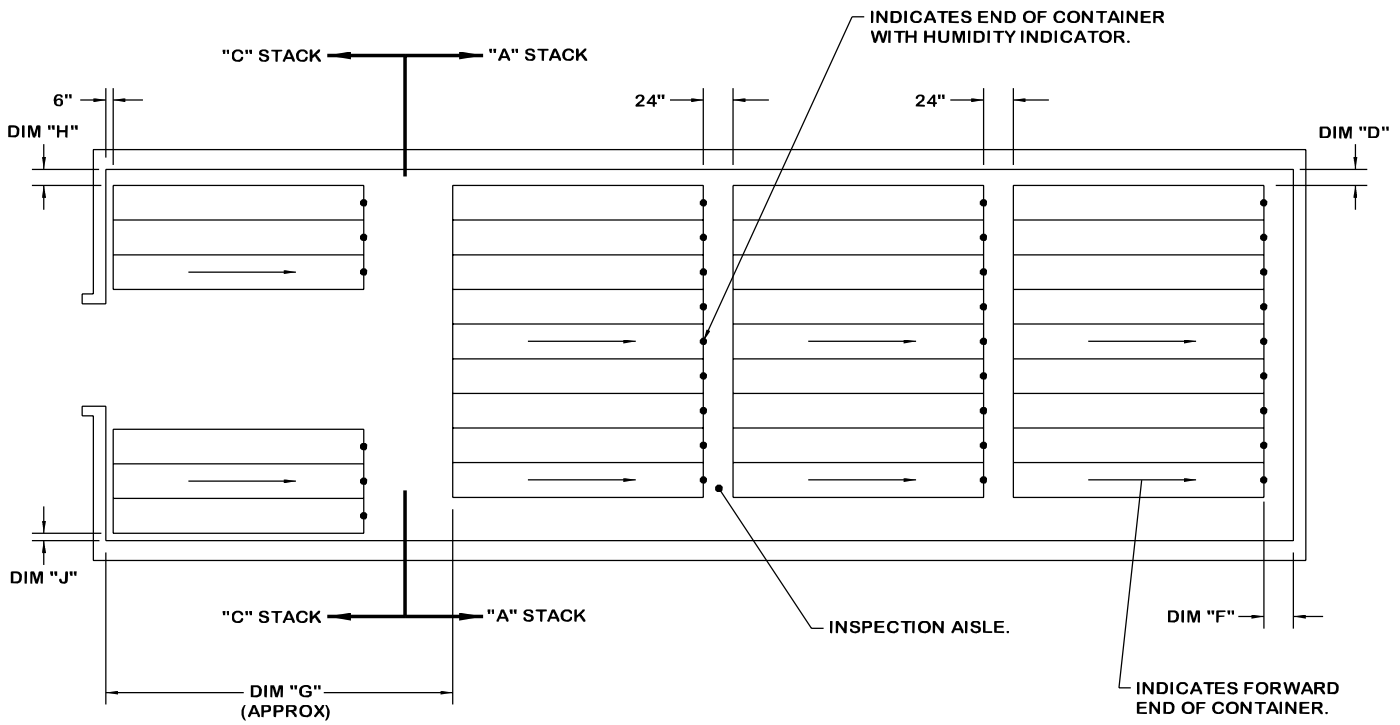 INDICATES END OF CONTAINER
WITH HUMIDITY INDICATOR.
"C" STACK
"A" STACK
6"
24"
24"
DIM "H"
DIM "D"
DIM "J"
"C" STACK
"A" STACK
INSPECTION AISLE.
DIM "F"
DIM "G"
(APPROX)
INDICATES FORWARD
END OF CONTAINER.